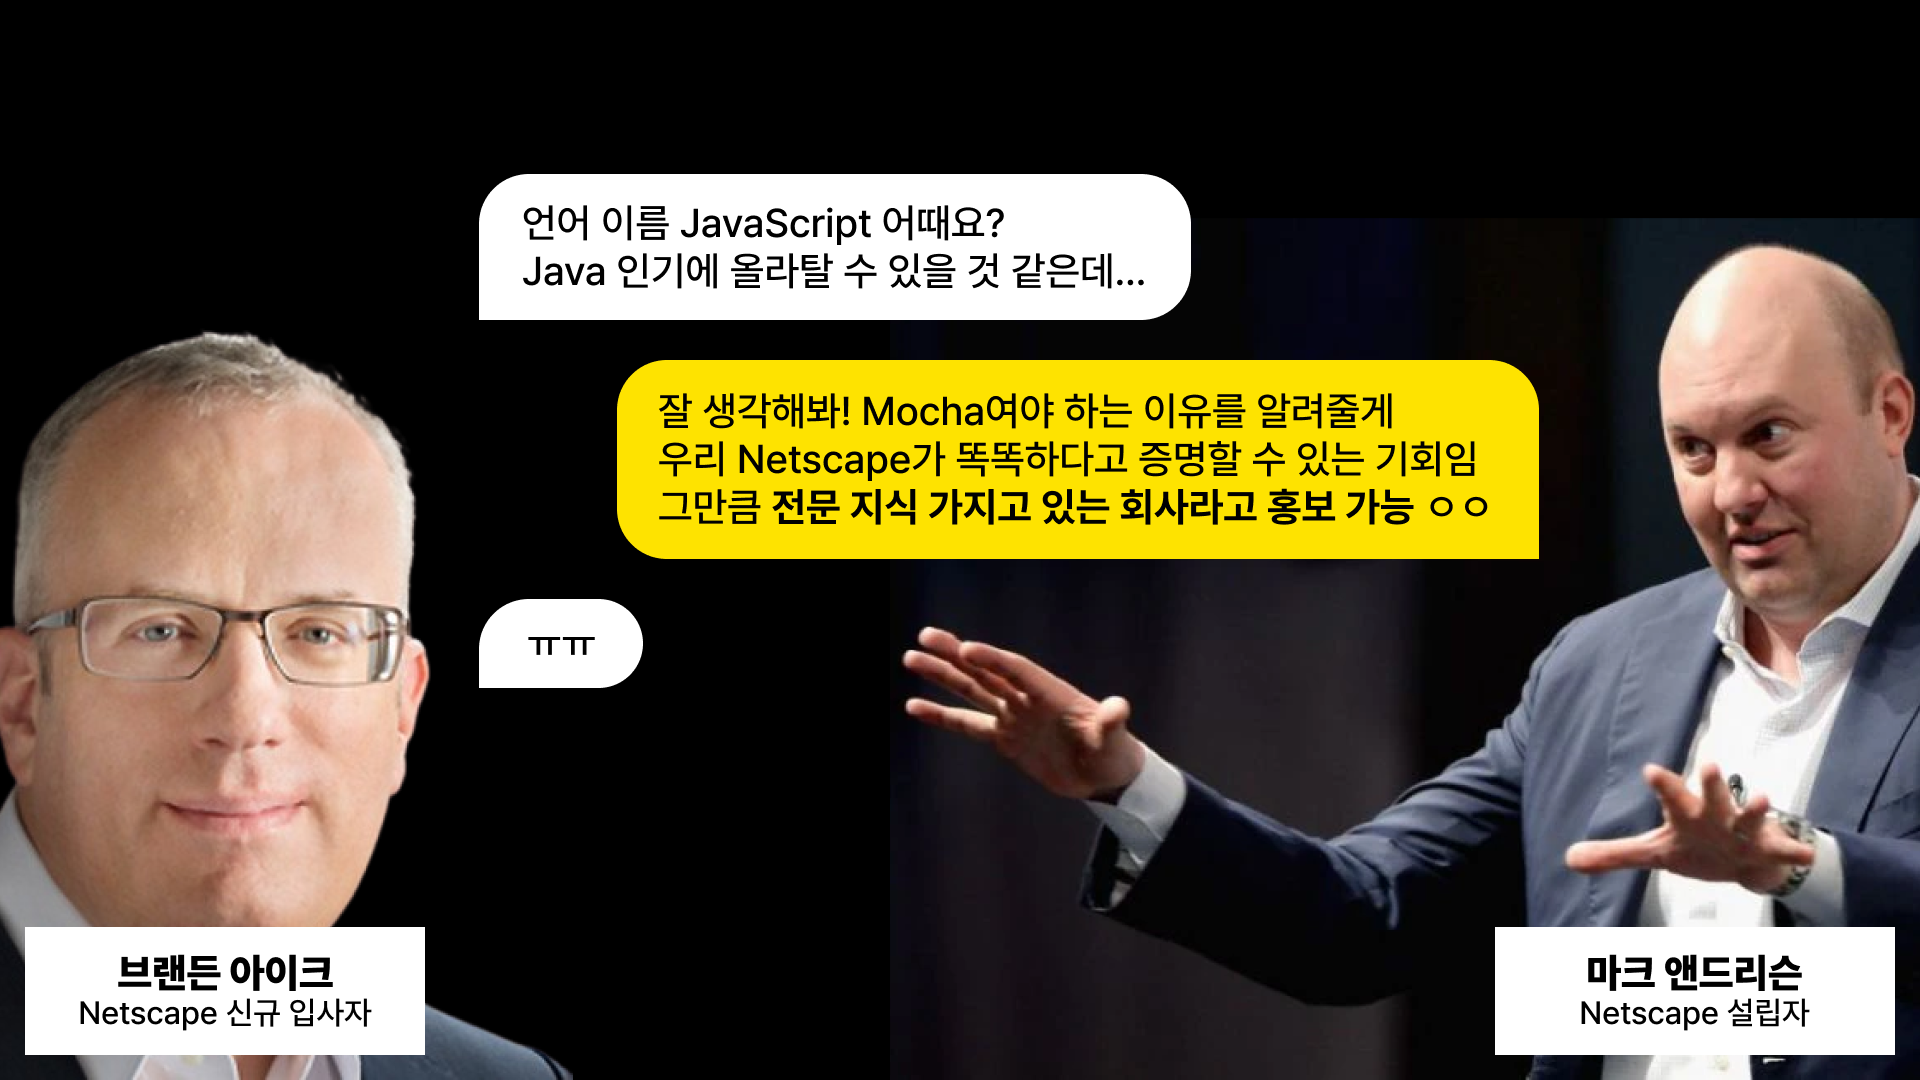 언어 이름 JavaScript 어때요?
Java 인기에 올라탈 수 있을 것 같은데...
잘 생각해봐! Mocha여야 하는 이유를 알려줄게
우리 Netscape가 똑똑하다고 증명할 수 있는 기회임
그만큼 전문 지식 가지고 있는 회사라고 홍보 가능 ㅇㅇ
ㅠㅠ
브랜든 아이크
Netscape 신규 입사자
마크 앤드리슨
Netscape 설립자